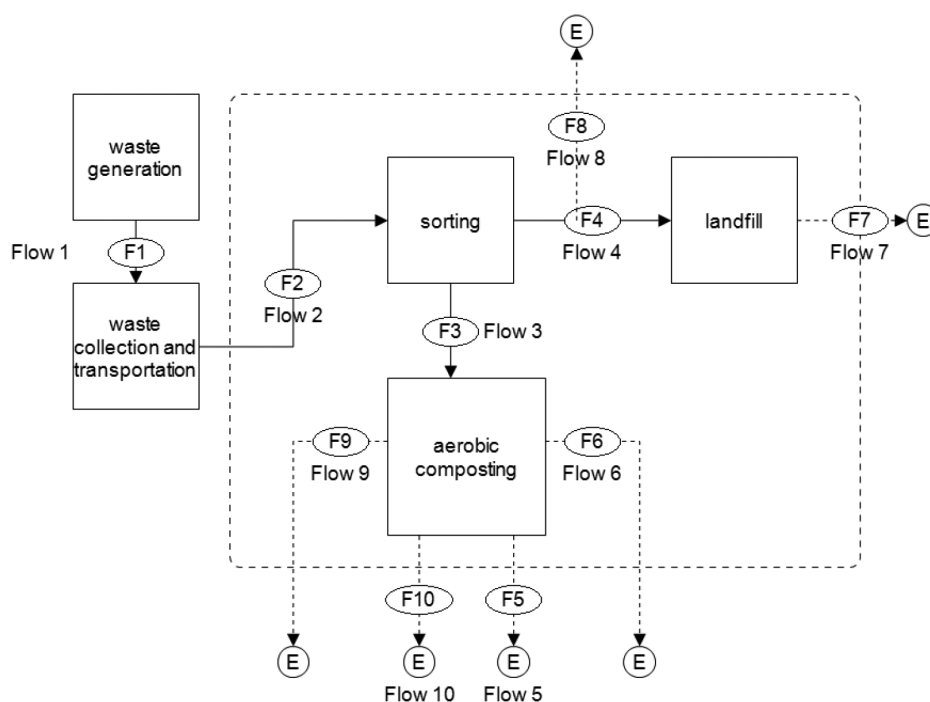 E
F8
Flow 8
waste
generation
sorting
F4
Flow 4
landfill
F7
Flow 7
E
Flow 1
F1
F2
Flow 2
waste
collection and
transportation
F3
Flow 3
F9
Flow 9
aerobic
composting
F6
Flow 6
F10
F5
E
E
Flow 10
E
Flow 5
E